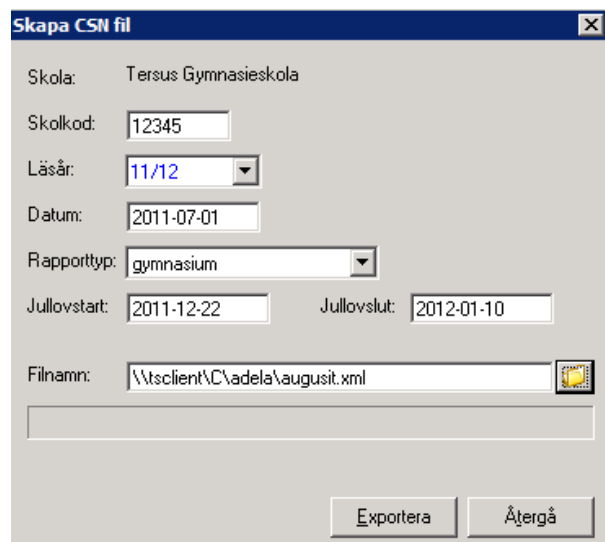 Skapa CSN fil
Skola: Tersus Gymnasieskola
Skolkod: 12345
Läsår: 11/12
Datum: 2011-07-01
Rapporttyp: gymnasium
Jullovstart: 2011-12-22 Jullovslut: 2012-01-10
Filnamn: \\tsclient\C\adela\augusit.xml
Exportera Återgå